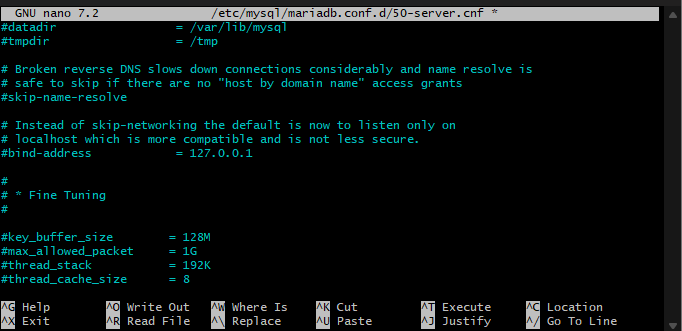 GNU nano 7.2 /etc/mysql/mariadb.conf.d/50-server.cnf *
#datadir = /var/lib/mysql
#tmpdir = /tmp
# Broken reverse DNS slows down connections considerably and name resolve is
# safe to skip if there are no "host by domain name" access grants
#skip-name-resolve
# Instead of skip-networking the default is now to listen only on
# localhost which is more compatible and is not less secure.
#bind-address = 127.0.0.1
#
# * Fine Tuning
#
#key_buffer_size = 128M
#max_allowed_packet = 1G
#thread_stack = 192K
#thread_cache_size = 8
^G Help ^O Write Out ^W Where Is ^K Cut ^T Execute ^C Location
^X Exit ^R Read File ^\ Replace ^U Paste ^J Justify ^/ Go To Line